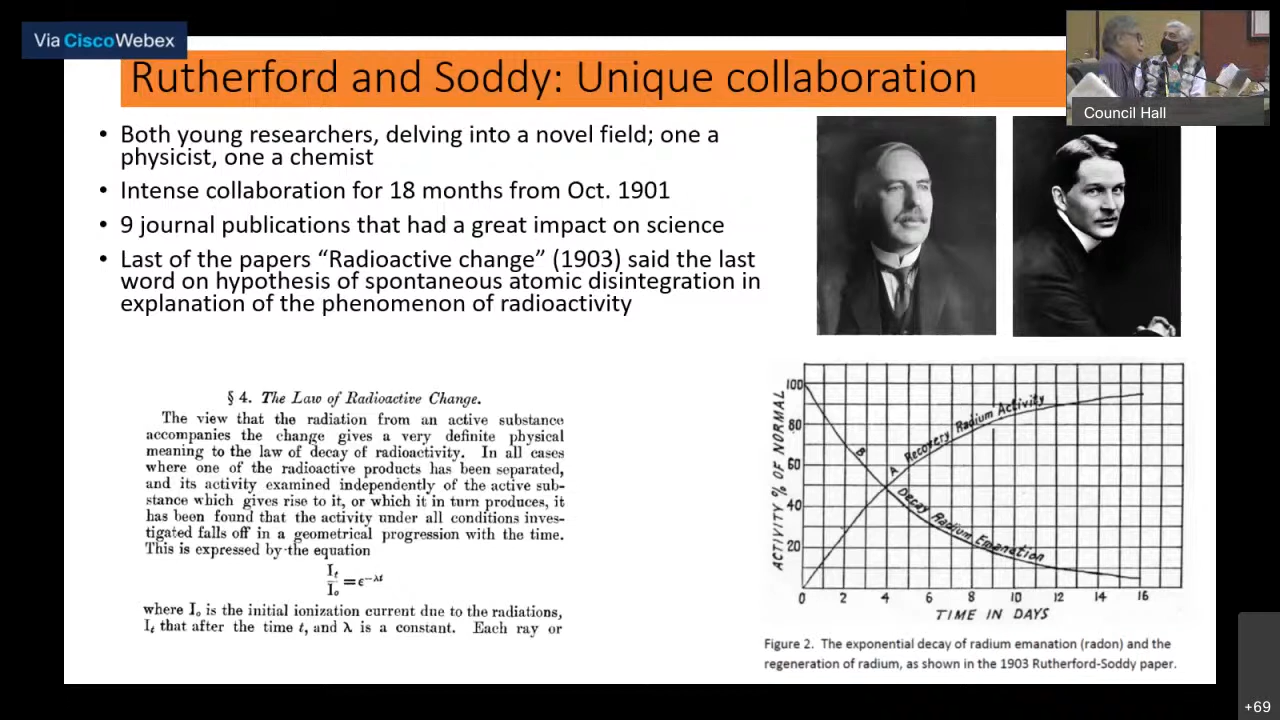 Via Cisco Webex
Rutherford and Soddy: Unique collaboration
Council Hall
• Both young researchers, delving into a novel field; one a
physicist, one a chemist
• Intense collaboration for 18 months from Oct. 1901
• 9 journal publications that had a great impact on science
• Last of the papers “Radioactive change” (1903) said the last
word on hypothesis of spontaneous atomic disintegration in
explanation of the phenomenon of radioactivity
§ 4. The Law of Radioactive Change.
The view that the radiation from an active substance
accompanies the change gives a very definite physical
meaning to the law of decay of radioactivity. In all cases
where one of the radioactive products has been separated,
and its activity examined independently of the active sub-
stance which gives rise to it, or which it in turn produces, it
has been found that the activity under all conditions inves-
tigated falls off in a geometrical progression with the time.
This is expressed by the equation
Iₜ/I₀ = ϵ^−λt
where I₀ is the initial ionization current due to the radiations,
Iₜ that after the time t, and λ is a constant. Each ray or
ACTIVITY % OF NORMAL
100
80
60
40
20
B
A Recovery Radium Activity
Decay Radium Emanation
0 2 4 6 8 10 12 14 16
TIME IN DAYS
Figure 2. The exponential decay of radium emanation (radon) and the
regeneration of radium, as shown in the 1903 Rutherford-Soddy paper.
+69